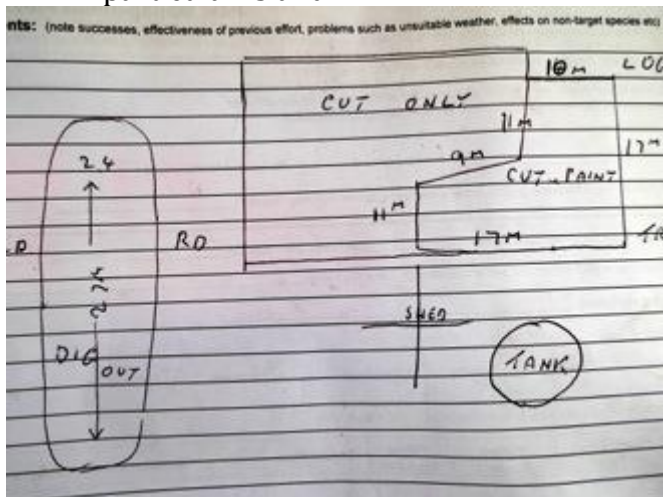 nts: (note successes, effectiveness of previous effort, problems such as unsuitable weather, effects on non-target species etc)
10m LOG
CUT ONLY
11m
24
9m
17m
CUT. PAINT
11m
RD
17m
DIG
OUT
SHED
TANK